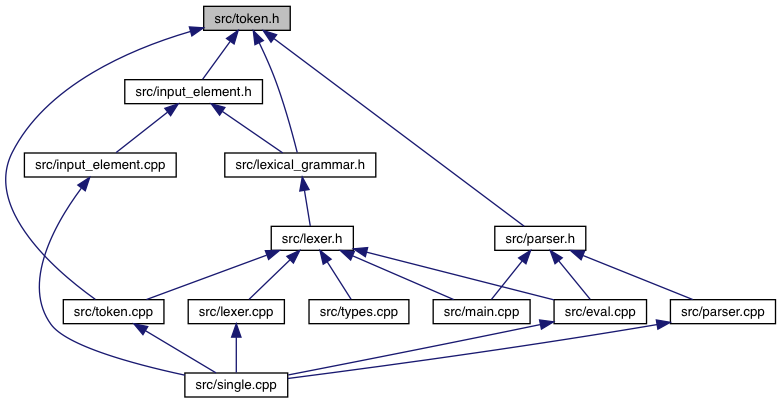 src/token.h
src/input_element.h
src/input_element.cpp
src/lexical_grammar.h
src/lexer.h
src/parser.h
src/token.cpp
src/lexer.cpp
src/types.cpp
src/main.cpp
src/eval.cpp
src/parser.cpp
src/single.cpp